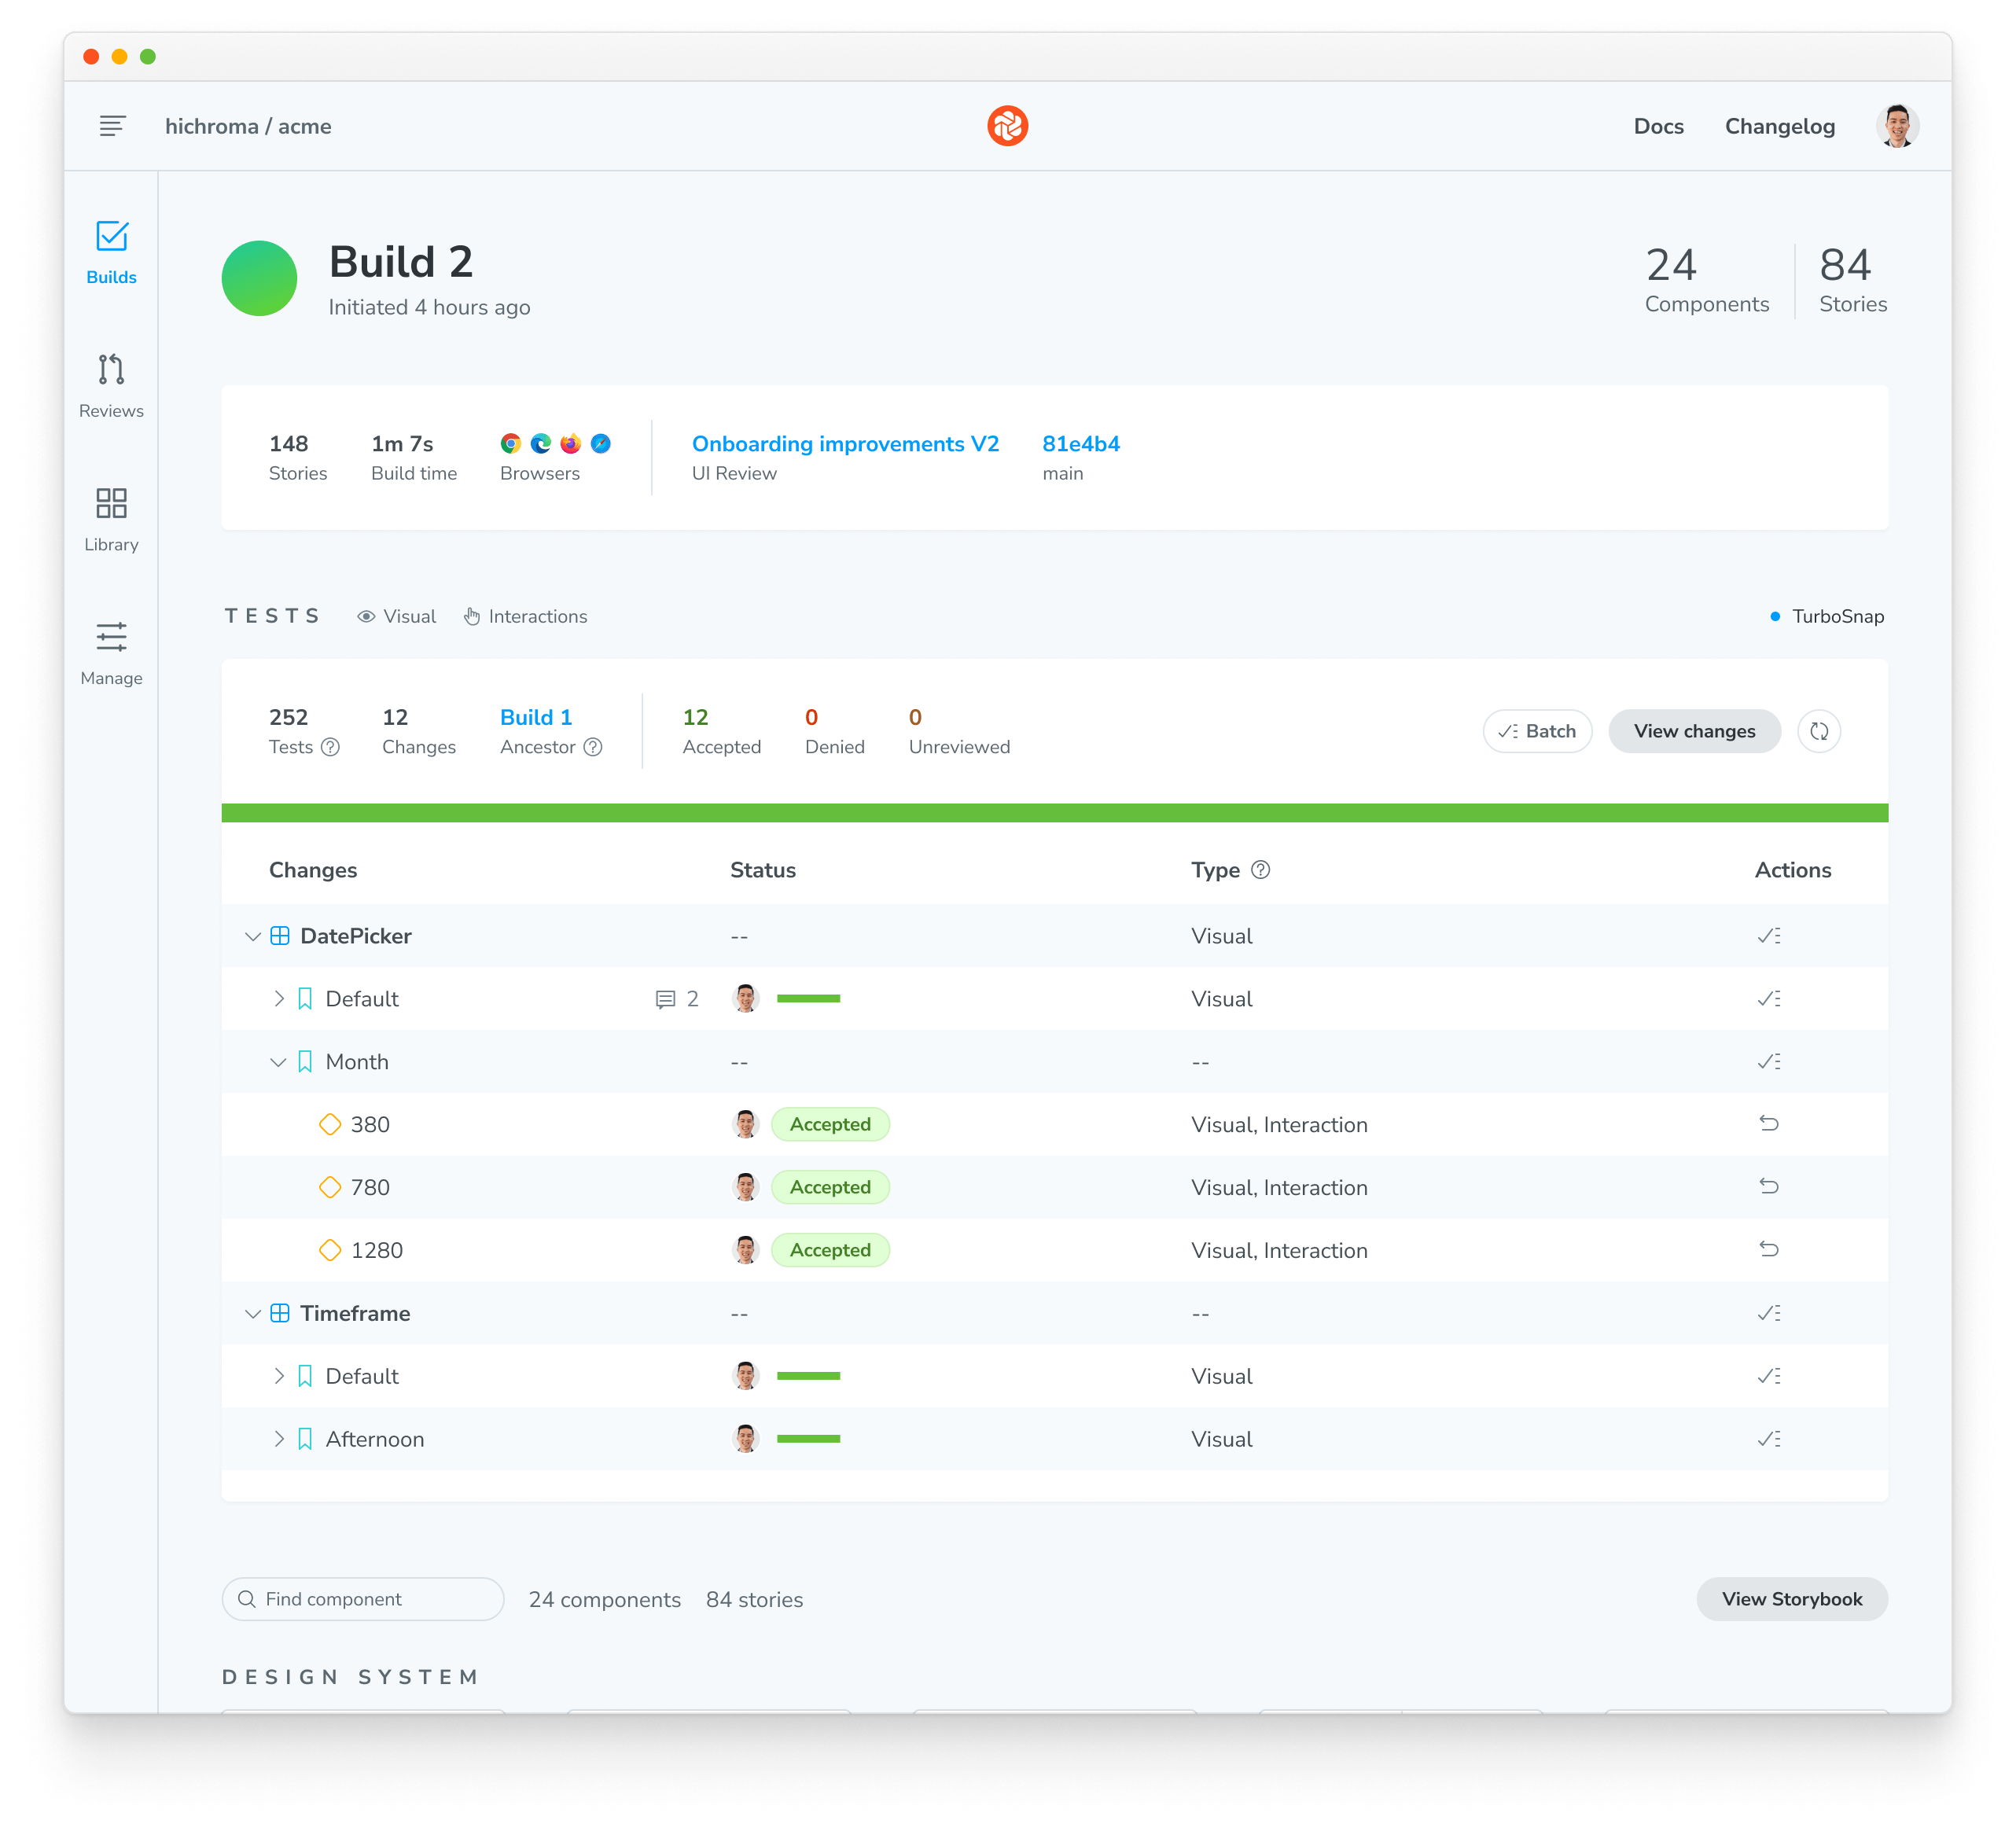 hichroma / acme
Docs Changelog
Builds
Reviews
Library
Manage
Build 2
Initiated 4 hours ago
24
Components
84
Stories
148 1m 7s Onboarding improvements V2 81e4b4
Stories Build time Browsers UI Review main
TESTS Visual Interactions TurboSnap
252 12 Build 1 12 0 0
Tests Changes Ancestor Accepted Denied Unreviewed
Batch View changes
Changes Status Type Actions
DatePicker -- Visual
Default 2 Visual
Month -- --
380 Accepted Visual, Interaction
780 Accepted Visual, Interaction
1280 Accepted Visual, Interaction
Timeframe -- --
Default Visual
Afternoon Visual
Find component 24 components 84 stories View Storybook
DESIGN SYSTEM